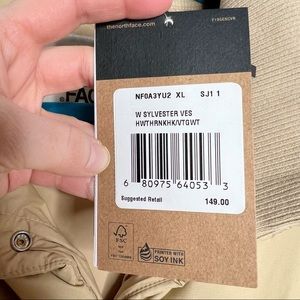 thenorthface.com
NF0A3YU2 XL SJ1 1
W SYLVESTER VES
HWTHRNKHK/VTGWT
6 80975 64053 3
Suggested Retail
149.00
FSC
PRINTED WITH
SOY INK